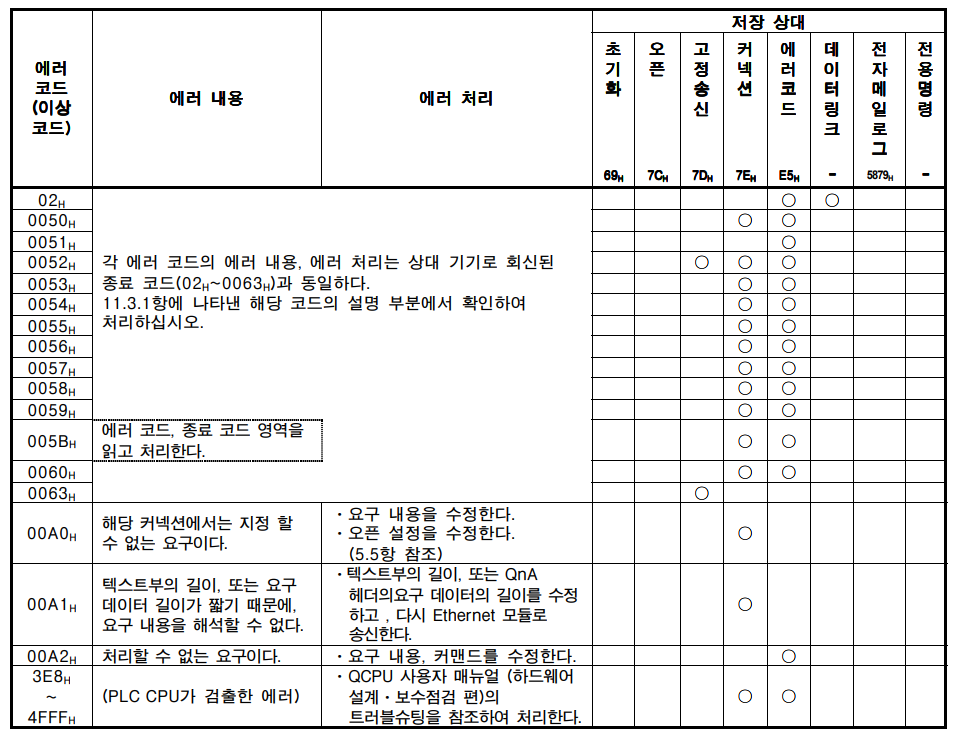 저장 상대
에러 코드 (이상 코드)
에러 내용
에러 처리
초기화
오픈
고정송신
커넥션
에러코드
데이터링크
전자메일로그
전용명령
69H 7CH 7DH 7EH E5H - 5879H -
02H ○ ○
0050H ○ ○
0051H ○
각 에러 코드의 에러 내용, 에러 처리는 상대 기기로 회신된
종료 코드(02H~0063H)과 동일하다.
11.3.1항에 나타낸 해당 코드의 설명 부분에서 확인하여
처리하십시오.
0052H ○ ○ ○
0053H ○ ○
0054H ○ ○
0055H ○ ○
0056H ○ ○
0057H ○ ○
0058H ○ ○
0059H ○ ○
에러 코드, 종료 코드 영역을
005BH ○ ○
읽고 처리한다.
0060H ○ ○
0063H ○
00A0H
해당 커넥션에서는 지정 할
수 없는 요구이다.
· 요구 내용을 수정한다.
· 오픈 설정을 수정한다.
(5.5항 참조)
○
00A1H
텍스트부의 길이, 또는 요구
데이터 길이가 짧기 때문에,
요구 내용을 해석할 수 없다.
· 텍스트부의 길이, 또는 QnA
헤더의요구 데이터의 길이를 수정
하고 , 다시 Ethernet 모듈로
송신한다.
○
00A2H 처리할 수 없는 요구이다. · 요구 내용, 커맨드를 수정한다. ○
3E8H
~
4FFFH
(PLC CPU가 검출한 에러)
· QCPU 사용자 매뉴얼 (하드웨어
설계 · 보수점검 편)의
트러블슈팅을 참조하여 처리한다.
○ ○